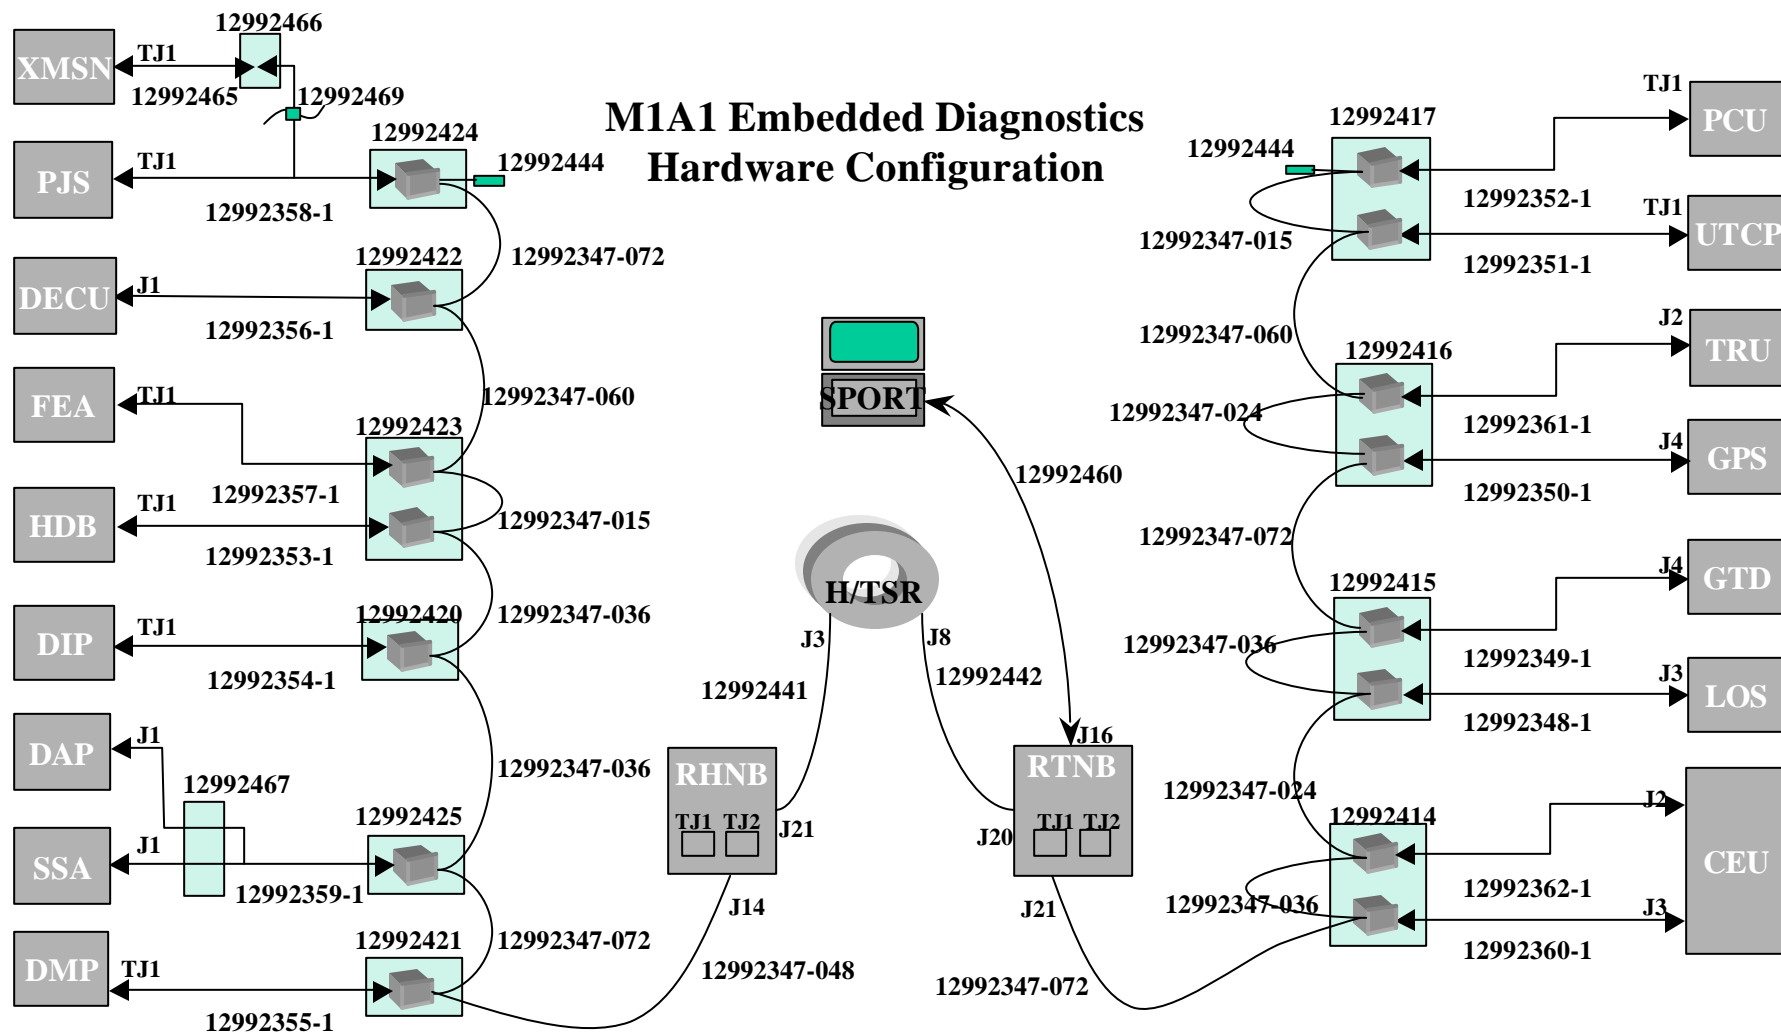 M1A1 Embedded Diagnostics
Hardware Configuration
12992466
XMSN
TJ1
12992465
12992469
12992424
PJS
TJ1
12992444
12992358-1
12992347-072
12992422
DECU
J1
12992356-1
12992347-060
FEA
TJ1
12992423
12992357-1
HDB
TJ1
12992347-015
12992353-1
12992420
12992347-036
DIP
TJ1
12992354-1
DAP
J1
12992347-036
12992467
12992425
SSA
J1
12992359-1
12992421
12992347-072
DMP
TJ1
12992355-1
12992347-048
SPORT
12992460
H/TSR
J3
J8
12992441
12992442
RHNB
TJ1
TJ2
J21
J14
J16
RTNB
TJ1
TJ2
J20
J21
12992347-072
12992417
TJ1
PCU
12992444
12992352-1
TJ1
UTCP
12992347-015
12992351-1
12992347-060
12992416
J2
TRU
12992347-024
12992361-1
J4
GPS
12992350-1
12992347-072
12992415
J4
GTD
12992347-036
12992349-1
J3
LOS
12992348-1
12992347-024
12992414
J2
CEU
12992362-1
12992347-036
J3
12992360-1